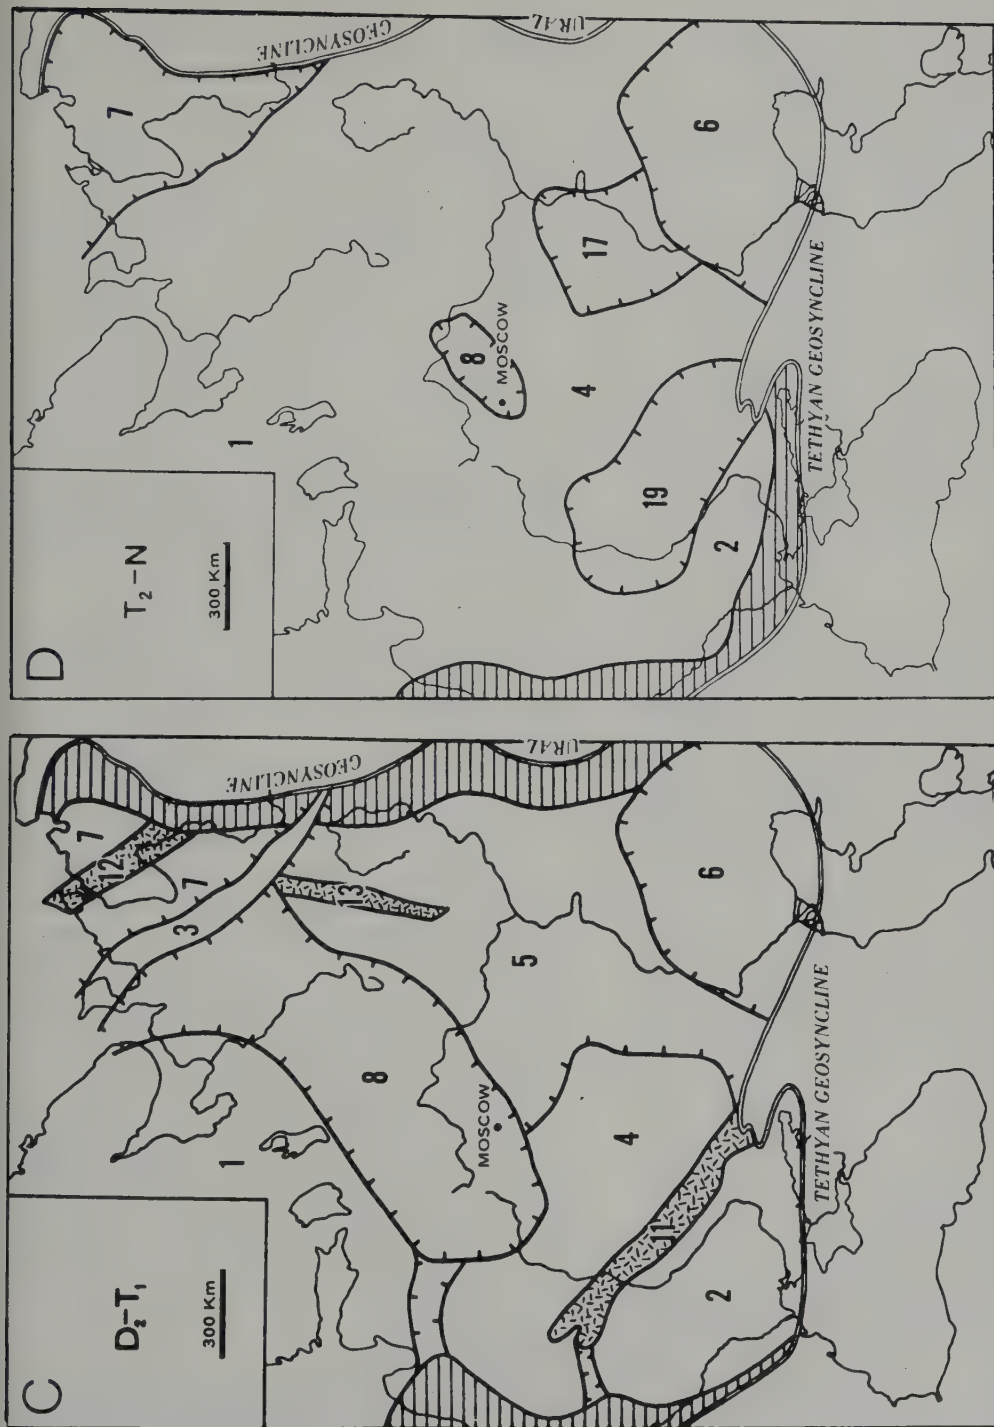 C
D₂–T₁
300 Km
GEOSYNCLINE
URAL
7
12
7
3
13
1
8
5
MOSCOW
6
4
11
2
TETHYAN GEOSYNCLINE
D
T₂–N
300 Km
GEOSYNCLINE
URAL
7
1
8
MOSCOW
17
6
4
19
2
TETHYAN GEOSYNCLINE